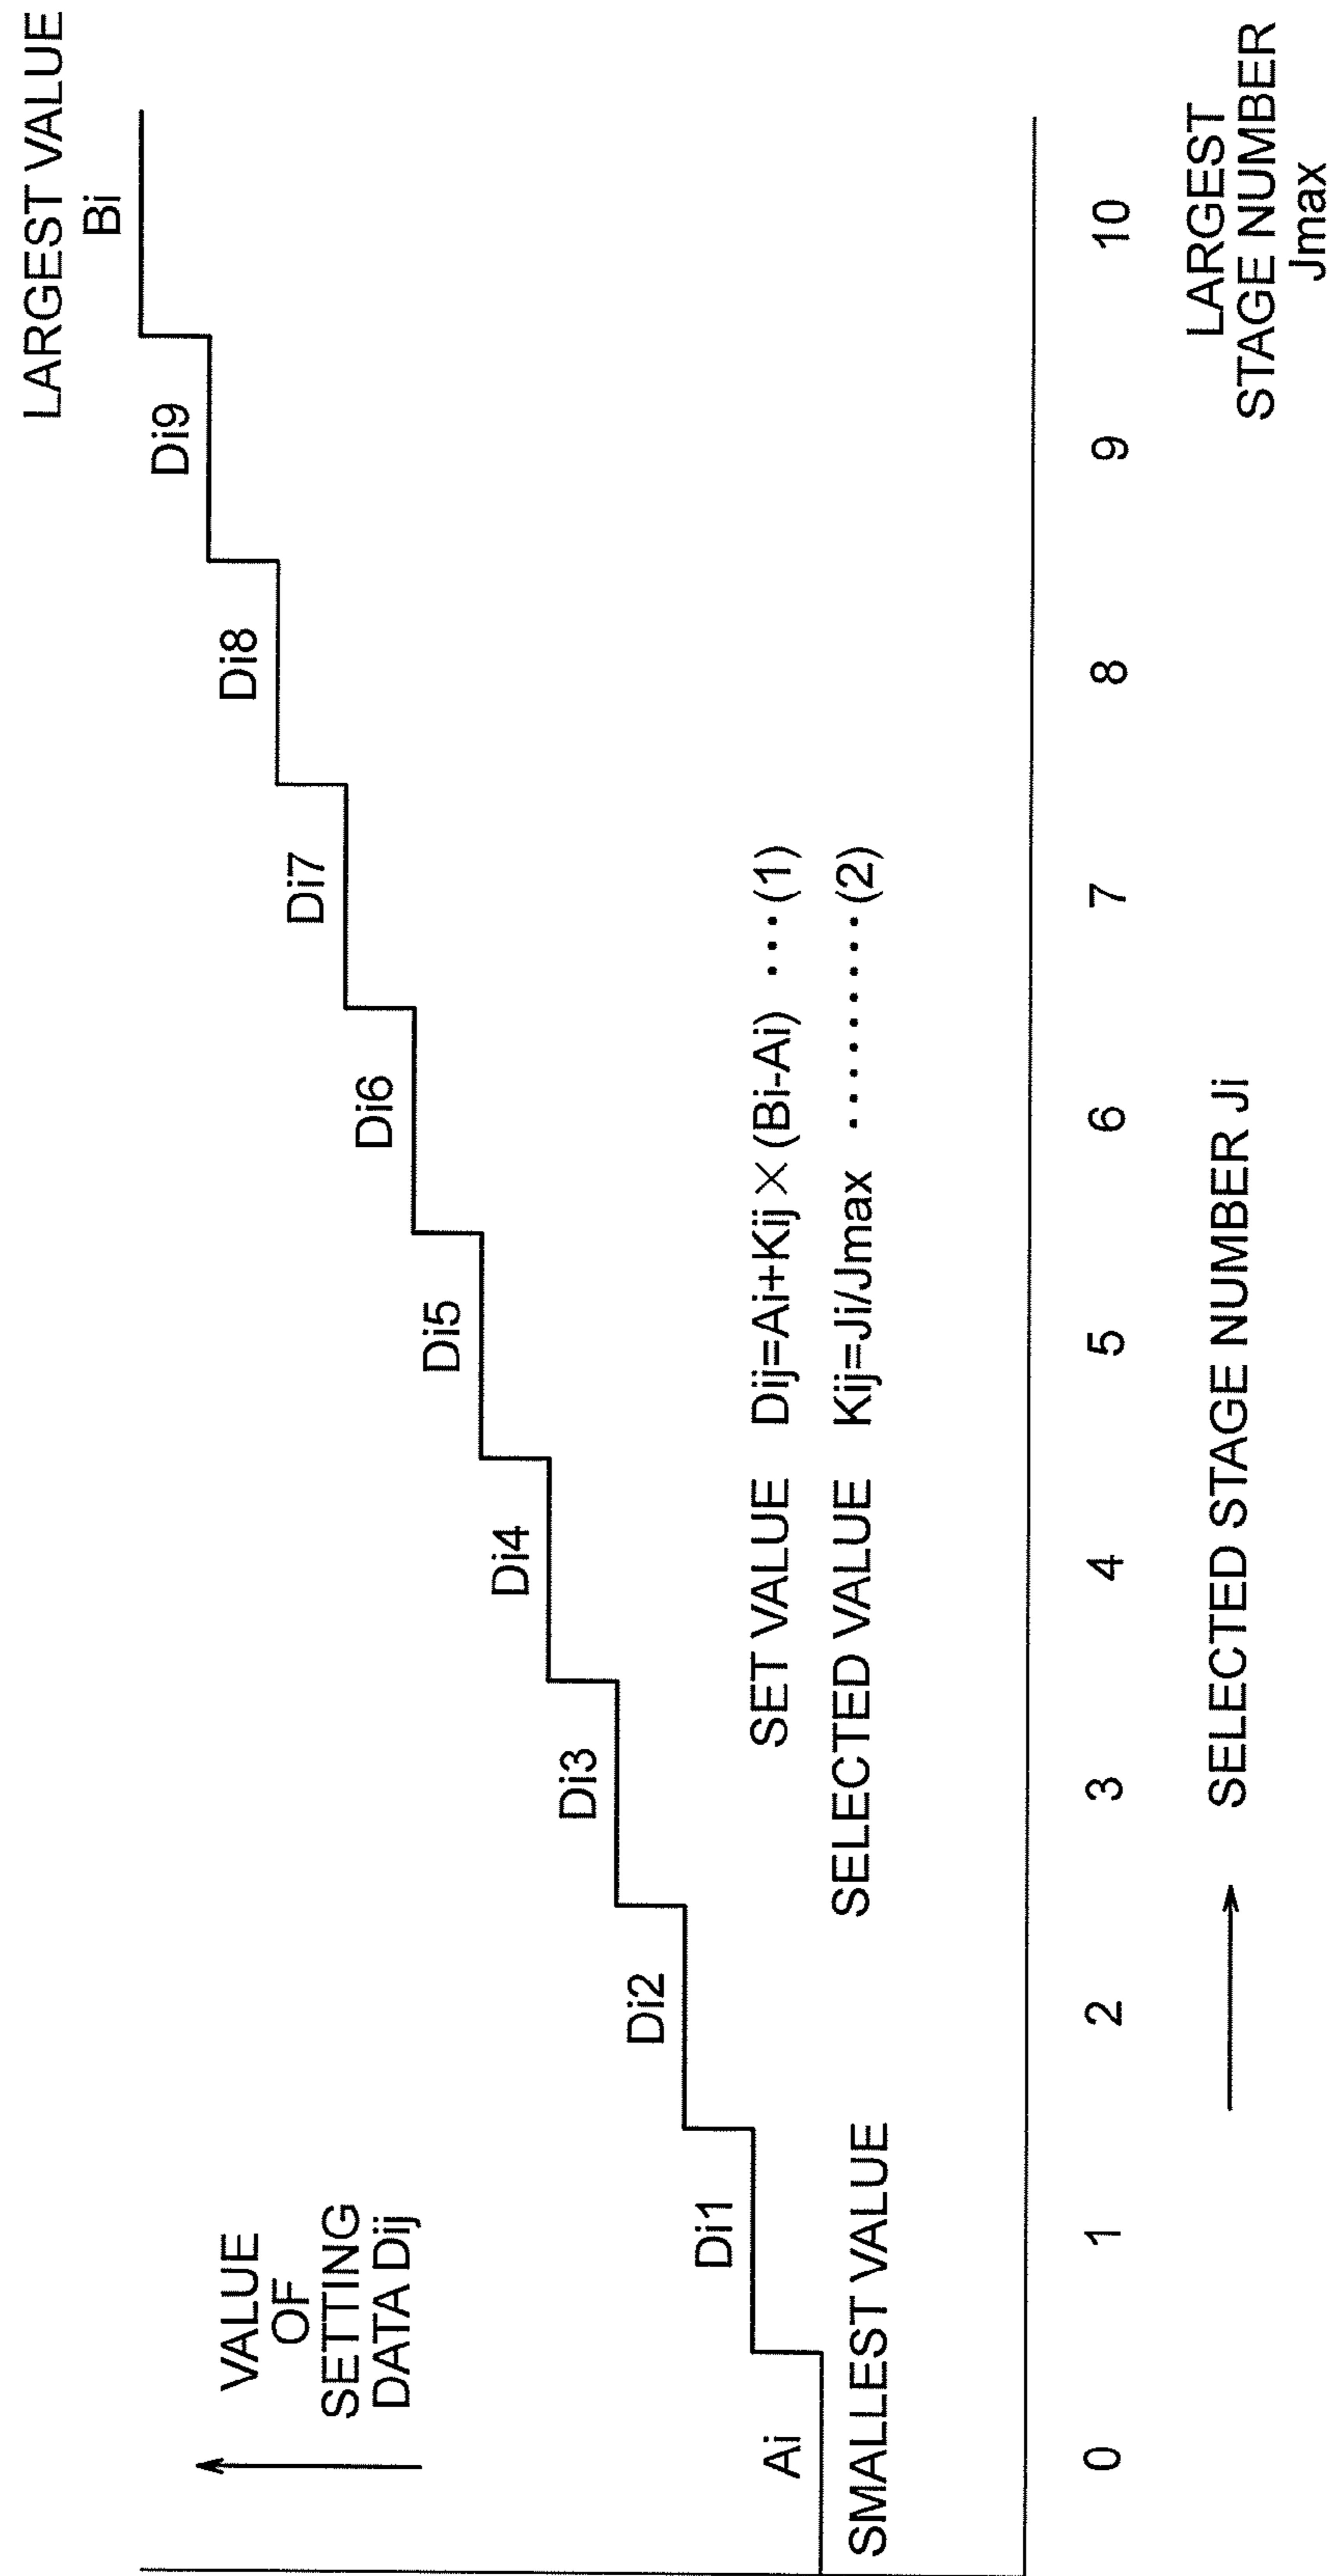 LARGEST VALUE
Bi
Di9
Di8
Di7
Di6
Di5
Di4
Di3
Di2
Di1
Ai
SMALLEST VALUE
VALUE
OF
SETTING
DATA Dij
SET VALUE Dij=Ai+Kij×(Bi-Ai) ···(1)
SELECTED VALUE Kij=Ji/Jmax ·········(2)
0 1 2 3 4 5 6 7 8 9 10
SELECTED STAGE NUMBER Ji
LARGEST
STAGE NUMBER
Jmax